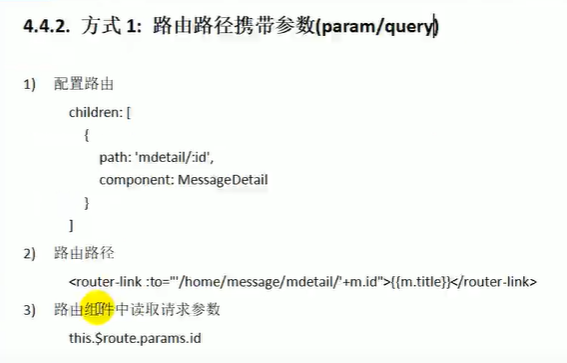 4.4.2. 方式 1: 路由路径携带参数(param/query)
1) 配置路由
children: [
{
path: 'mdetail/:id',
component: MessageDetail
}
]
2) 路由路径
<router-link :to="'/home/message/mdetail/'+m.id">{{m.title}}</router-link>
3) 路由组件中读取请求参数
this.$route.params.id